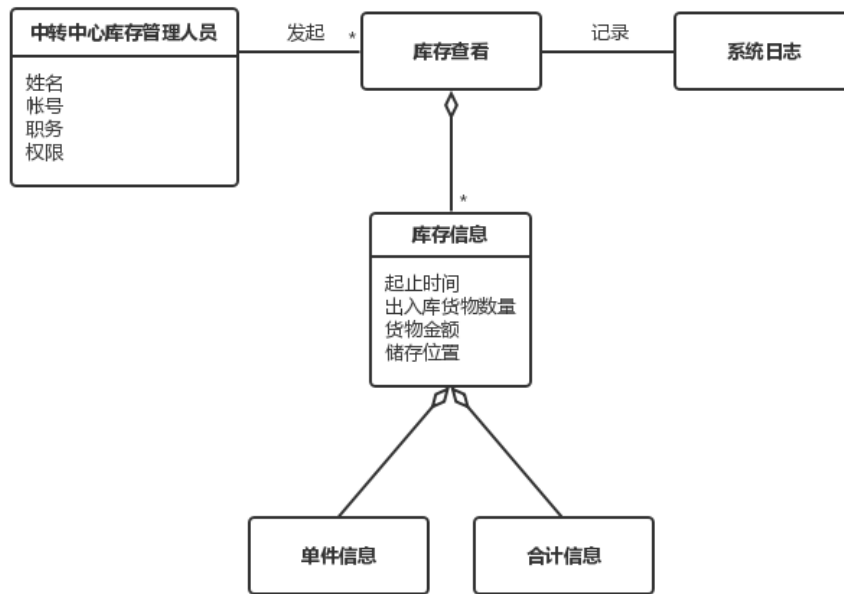 中转中心库存管理人员
姓名
帐号
职务
权限
发起
*
库存查看
记录
系统日志
*
库存信息
起止时间
出入库货物数量
货物金额
储存位置
单件信息
合计信息